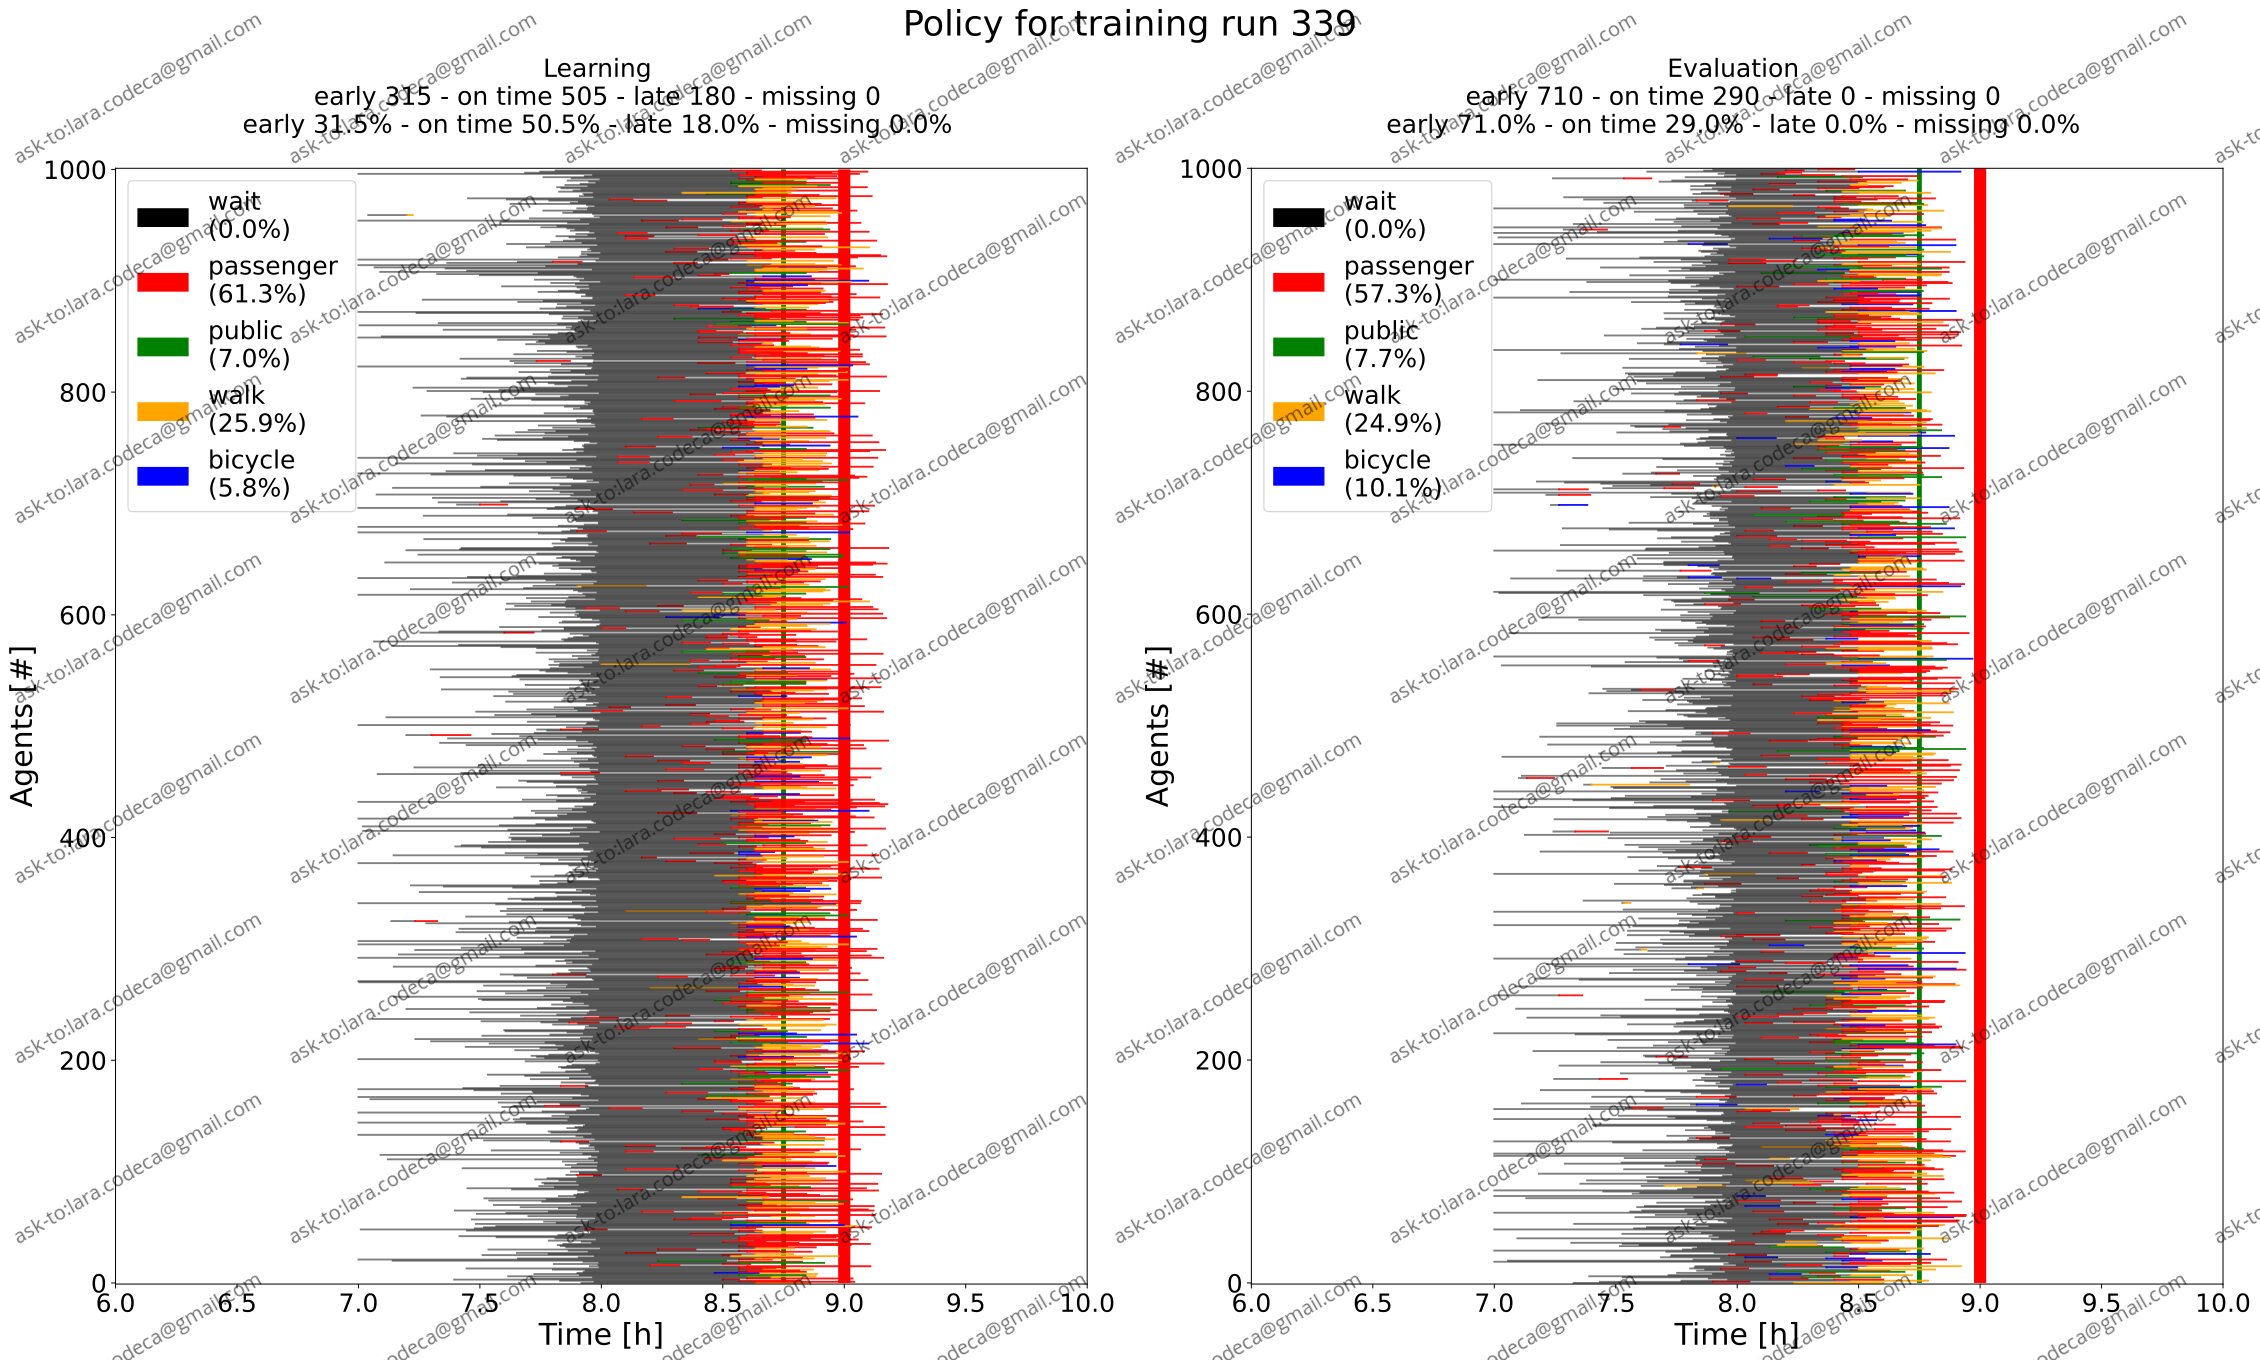 Policy for training run 339
Learning
early 315 - on time 505 - late 180 - missing 0
early 31.5% - on time 50.5% - late 18.0% - missing 0.0%
1000
800
600
400
200
0
Agents [#]
wait
(0.0%)
passenger
(61.3%)
public
(7.0%)
walk
(25.9%)
bicycle
(5.8%)
6.0 6.5 7.0 7.5 8.0 8.5 9.0 9.5 10.0
Time [h]
Evaluation
early 710 - on time 290 - late 0 - missing 0
early 71.0% - on time 29.0% - late 0.0% - missing 0.0%
1000
800
600
400
200
0
Agents [#]
wait
(0.0%)
passenger
(57.3%)
public
(7.7%)
walk
(24.9%)
bicycle
(10.1%)
6.0 6.5 7.0 7.5 8.0 8.5 9.0 9.5 10.0
Time [h]
ask-to:lara.codeca@gmail.com